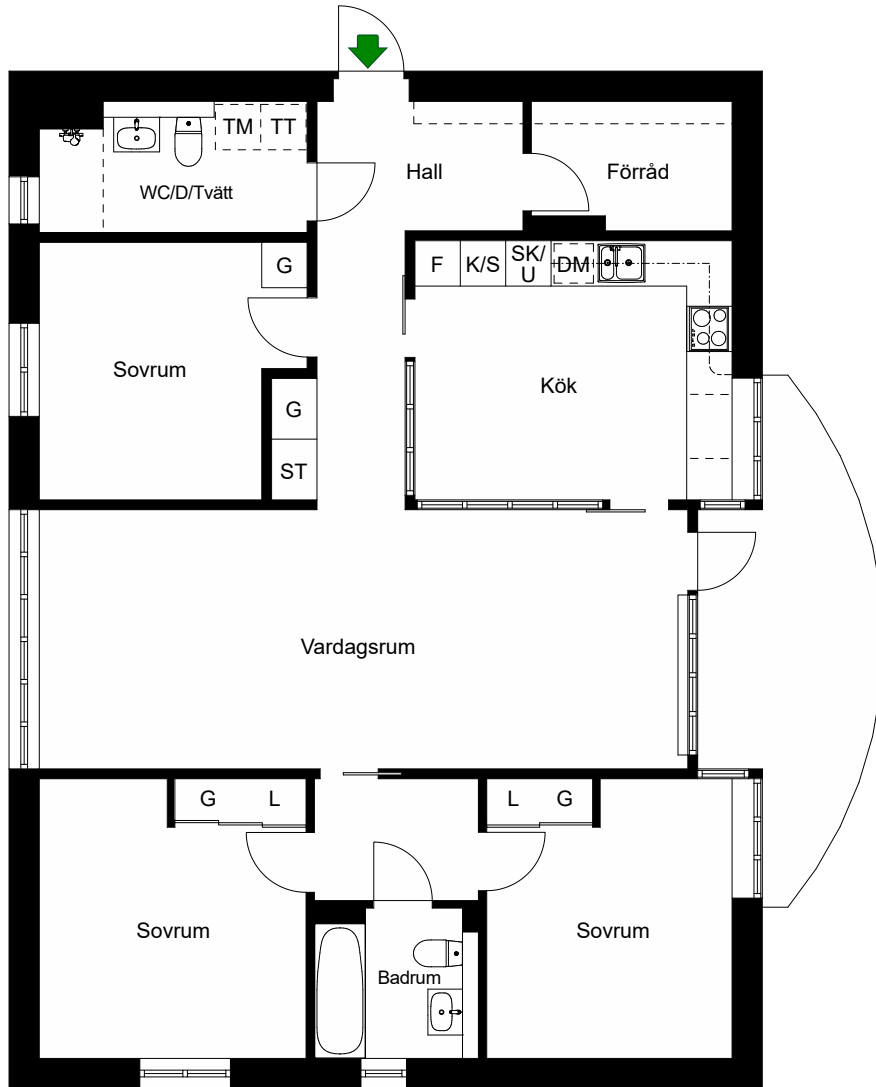 TM TT
Hall
Förråd
WC/D/Tvätt
G
F K/S SK/
U DM
Sovrum
Kök
G
ST
Vardagsrum
G L
L G
Sovrum
Sovrum
Badrum